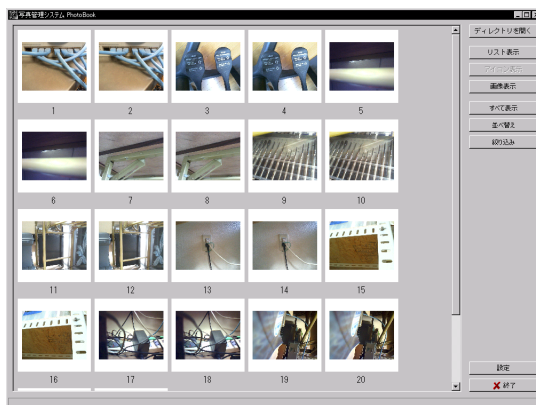 写真管理システム PhotoBook
ディレクトリを開く
リスト表示
アイコン表示
画像表示
すべて表示
並べ替え
絞り込み
1 2 3 4 5
6 7 8 9 10
11 12 13 14 15
16 17 18 19 20
設定
終了